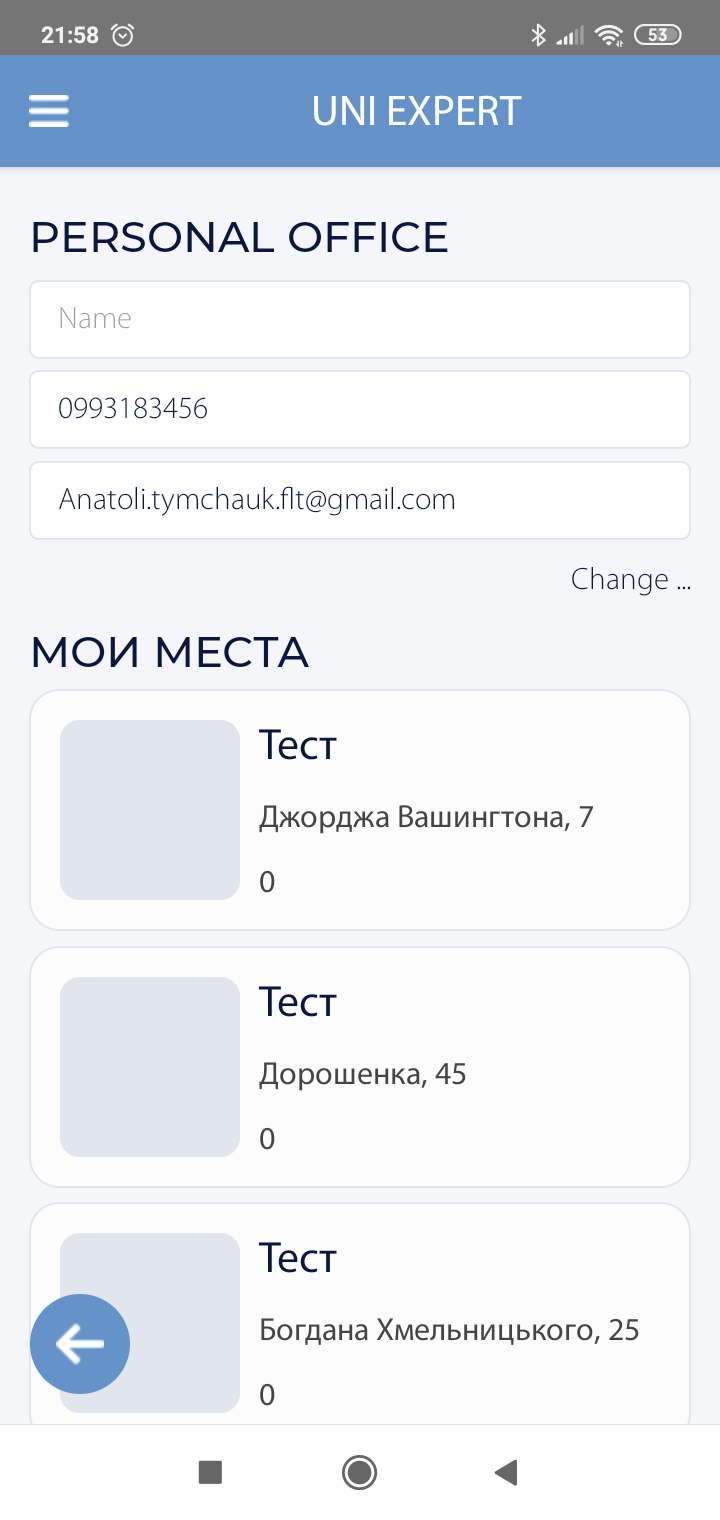 21:58
53
UNI EXPERT
PERSONAL OFFICE
Name
0993183456
Anatoli.tymchauk.flt@gmail.com
Change ...
МОИ МЕСТА
Тест
Джорджа Вашингтона, 7
0
Тест
Дорошенка, 45
0
Тест
Богдана Хмельницького, 25
0